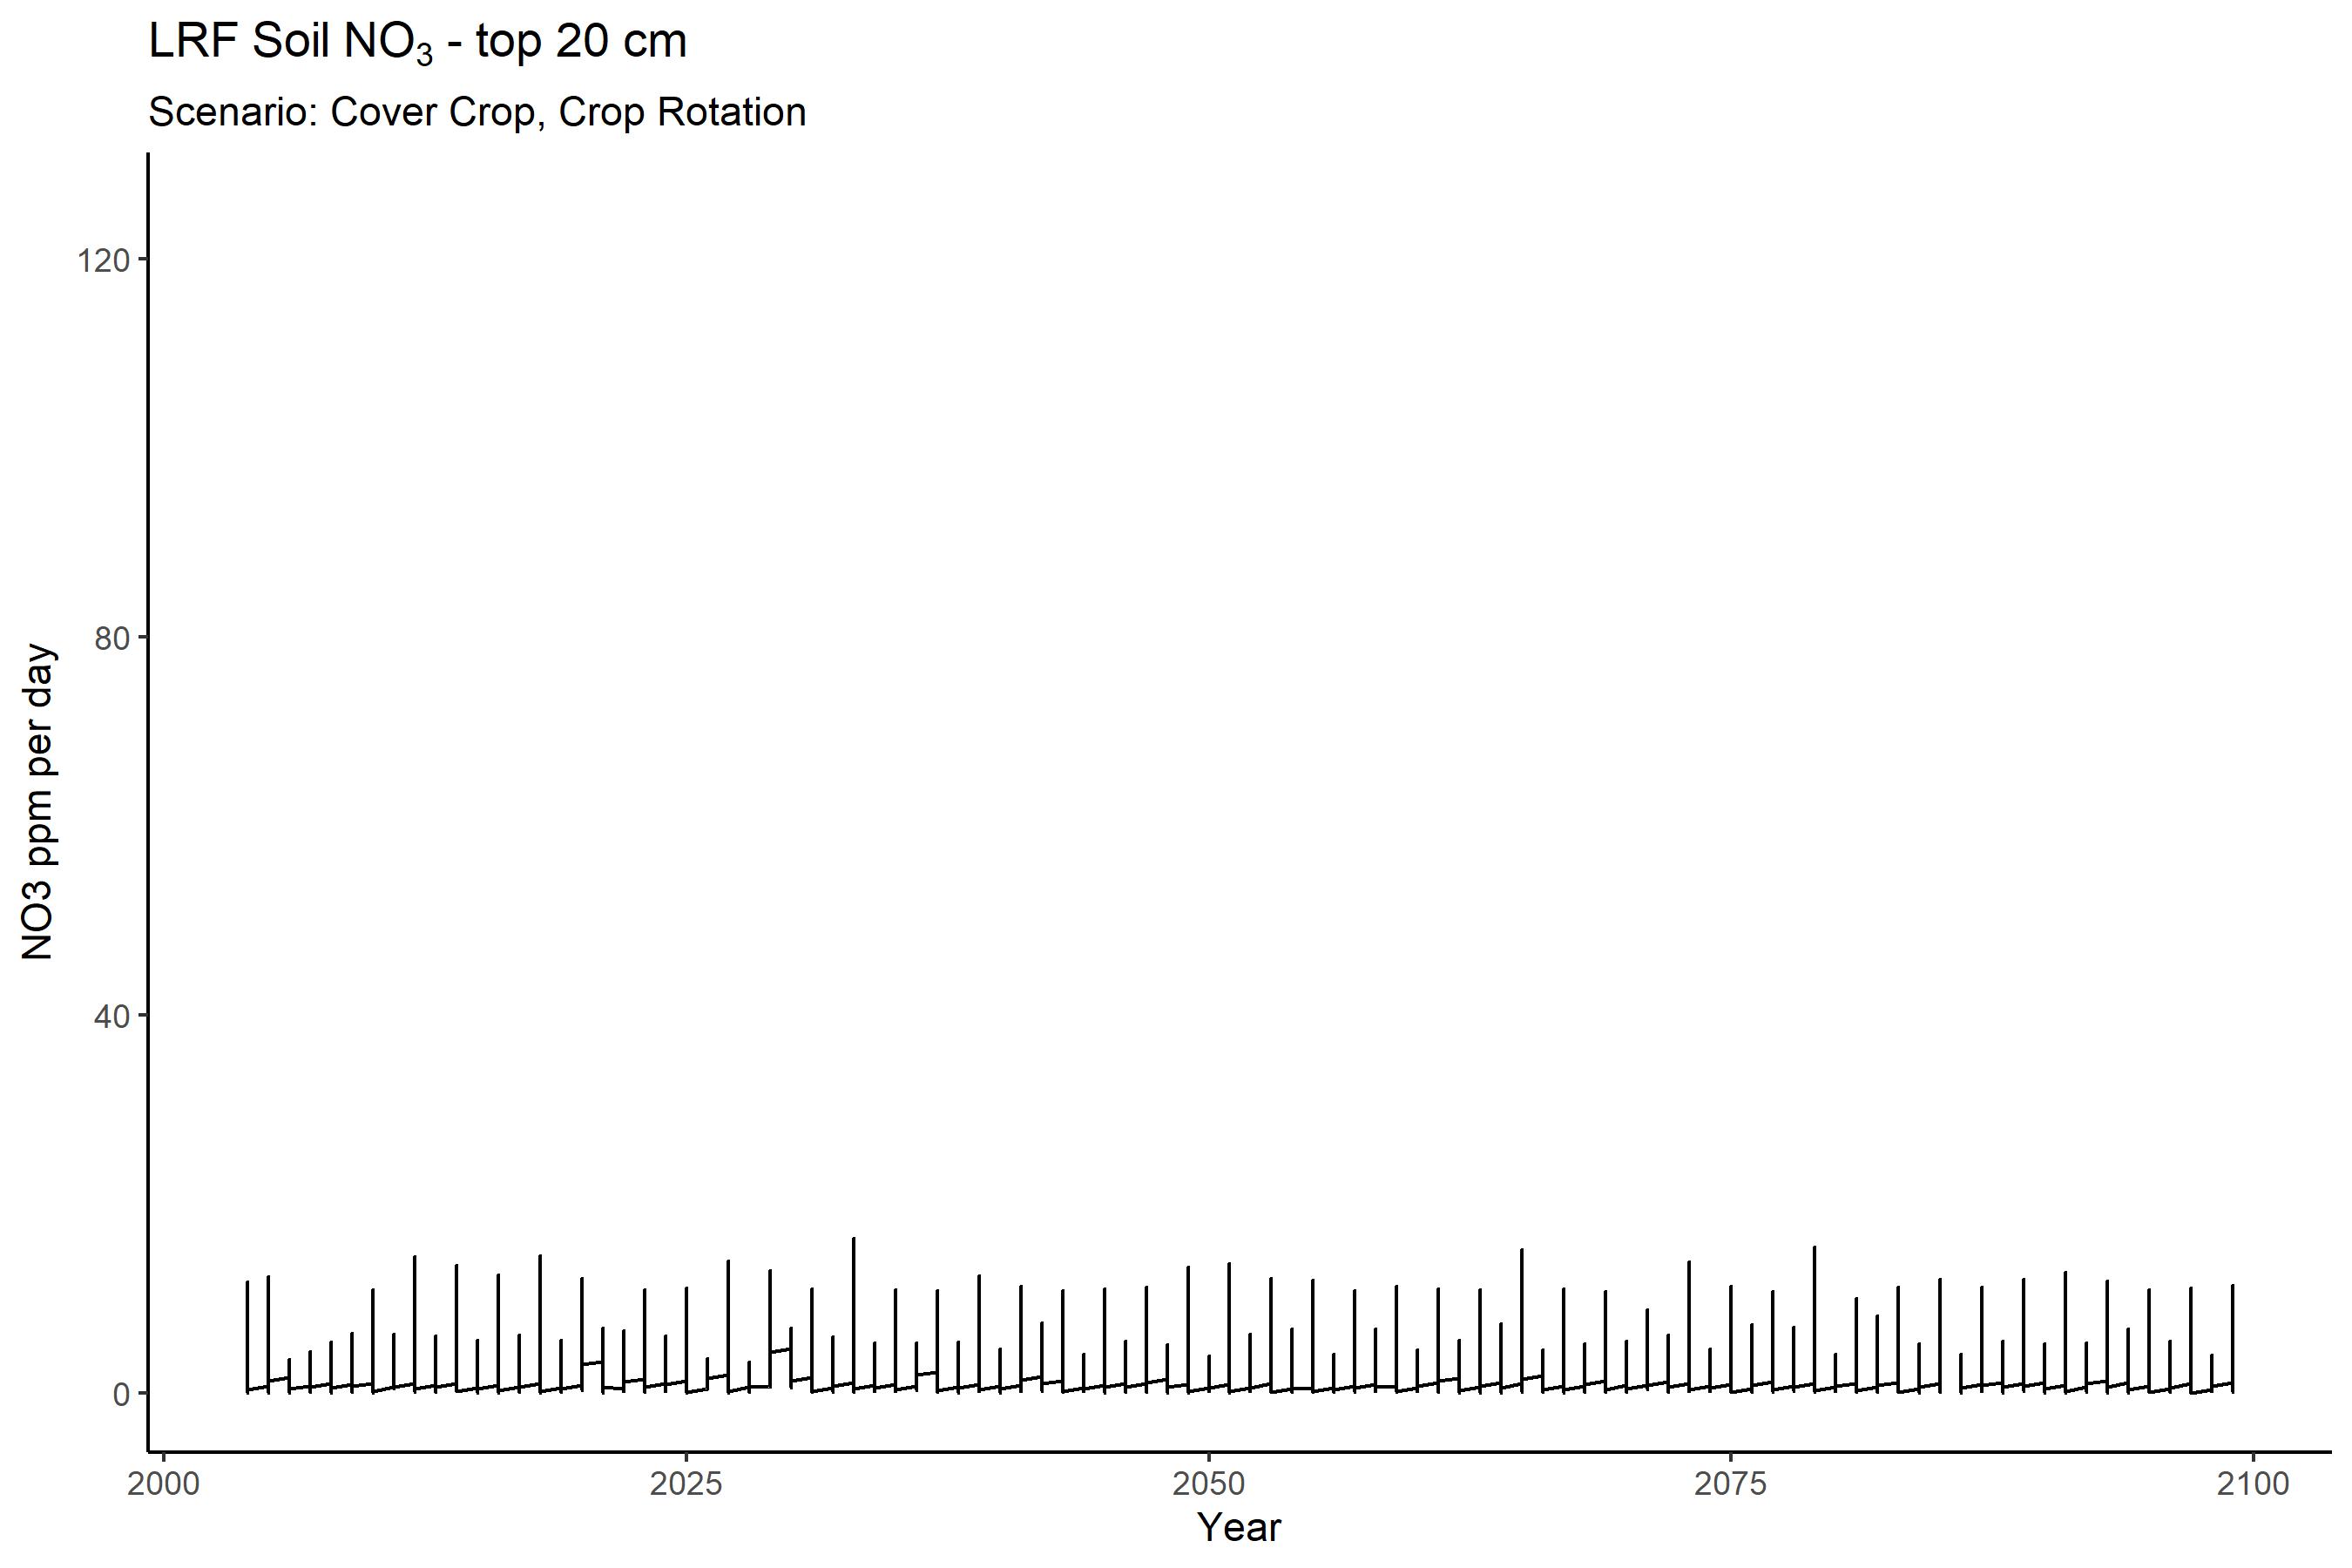 LRF Soil NO₃ - top 20 cm
Scenario: Cover Crop, Crop Rotation
120
80
40
0
NO3 ppm per day
2000 2025 2050 2075 2100
Year